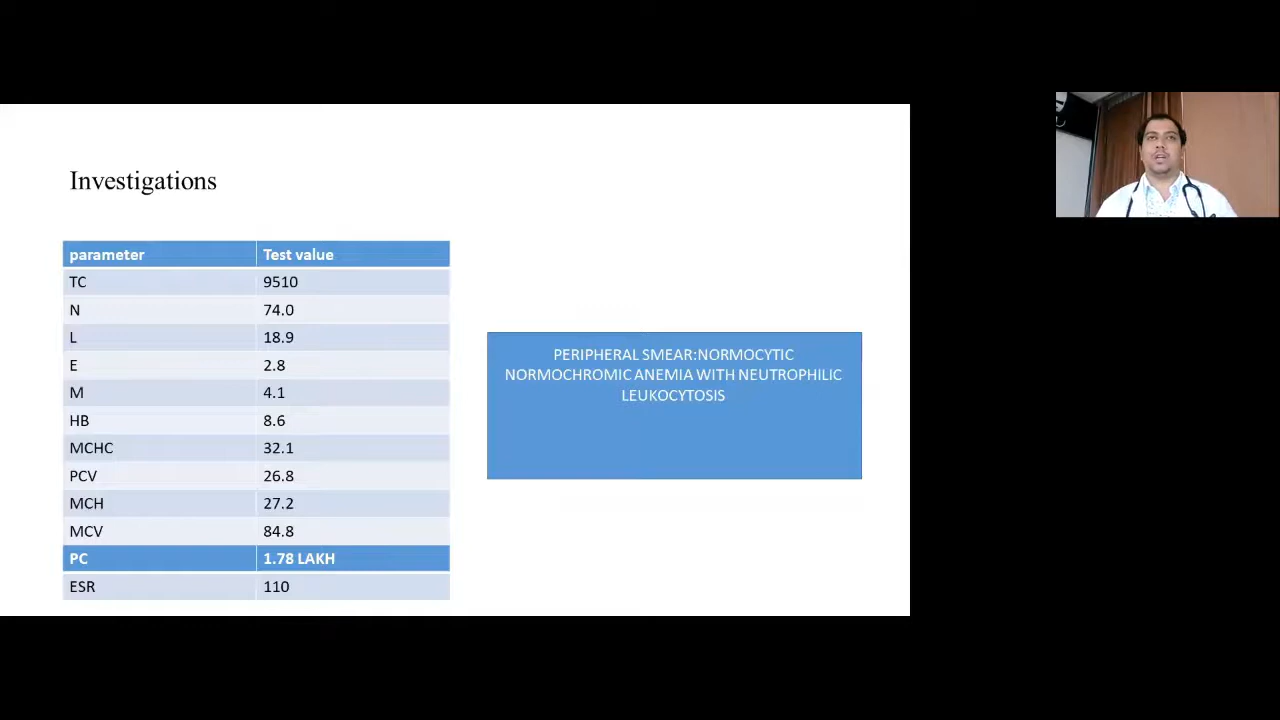 Investigations
parameter Test value
TC 9510
N 74.0
L 18.9
E 2.8
M 4.1
HB 8.6
MCHC 32.1
PCV 26.8
MCH 27.2
MCV 84.8
PC 1.78 LAKH
ESR 110
PERIPHERAL SMEAR:NORMOCYTIC
NORMOCHROMIC ANEMIA WITH NEUTROPHILIC
LEUKOCYTOSIS